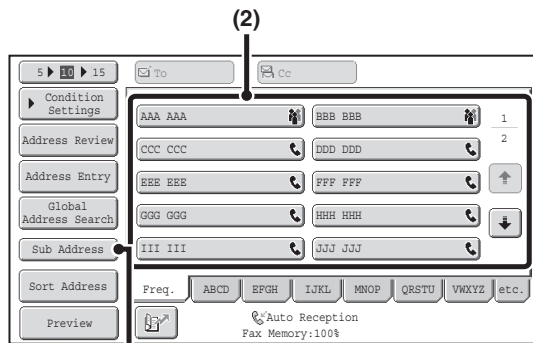 (2)
5 10 15
To
Cc
Condition
Settings
Address Review
Address Entry
Global
Address Search
Sub Address
Sort Address
Preview
AAA AAA
BBB BBB
CCC CCC
DDD DDD
EEE EEE
FFF FFF
GGG GGG
HHH HHH
III III
JJJ JJJ
1
2
Freq.
ABCD
EFGH
IJKL
MNOP
QRSTU
VWXYZ
etc.
Auto Reception
Fax Memory:100%